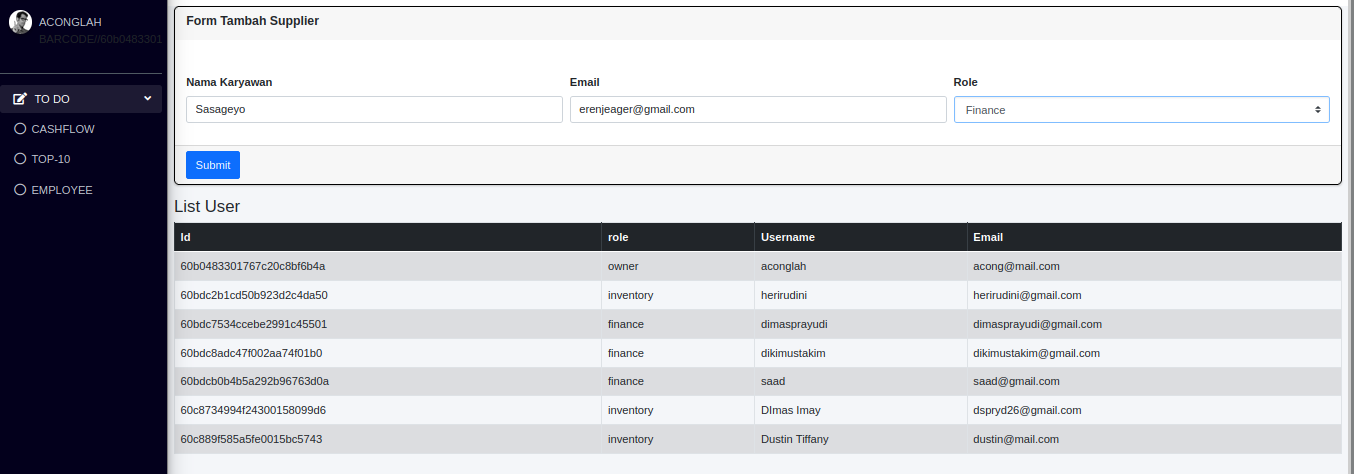 ACONGLAH
BARCODE//60b0483301
TO DO
CASHFLOW
TOP-10
EMPLOYEE
Form Tambah Supplier
Nama Karyawan Email Role
Sasageyo erenjeager@gmail.com Finance
Submit
List User
Id role Username Email
60b0483301767c20c8bf6b4a owner aconglah acong@mail.com
60bdc2b1cd50b923d2c4da50 inventory herirudini herirudini@gmail.com
60bdc7534ccebe2991c45501 finance dimasprayudi dimasprayudi@gmail.com
60bdc8adc47f002aa74f01b0 finance dikimustakim dikimustakim@gmail.com
60bdcb0b4b5a292b96763d0a finance saad saad@gmail.com
60c8734994f24300158099d6 inventory DImas Imay dspryd26@gmail.com
60c889f585a5fe0015bc5743 inventory Dustin Tiffany dustin@mail.com